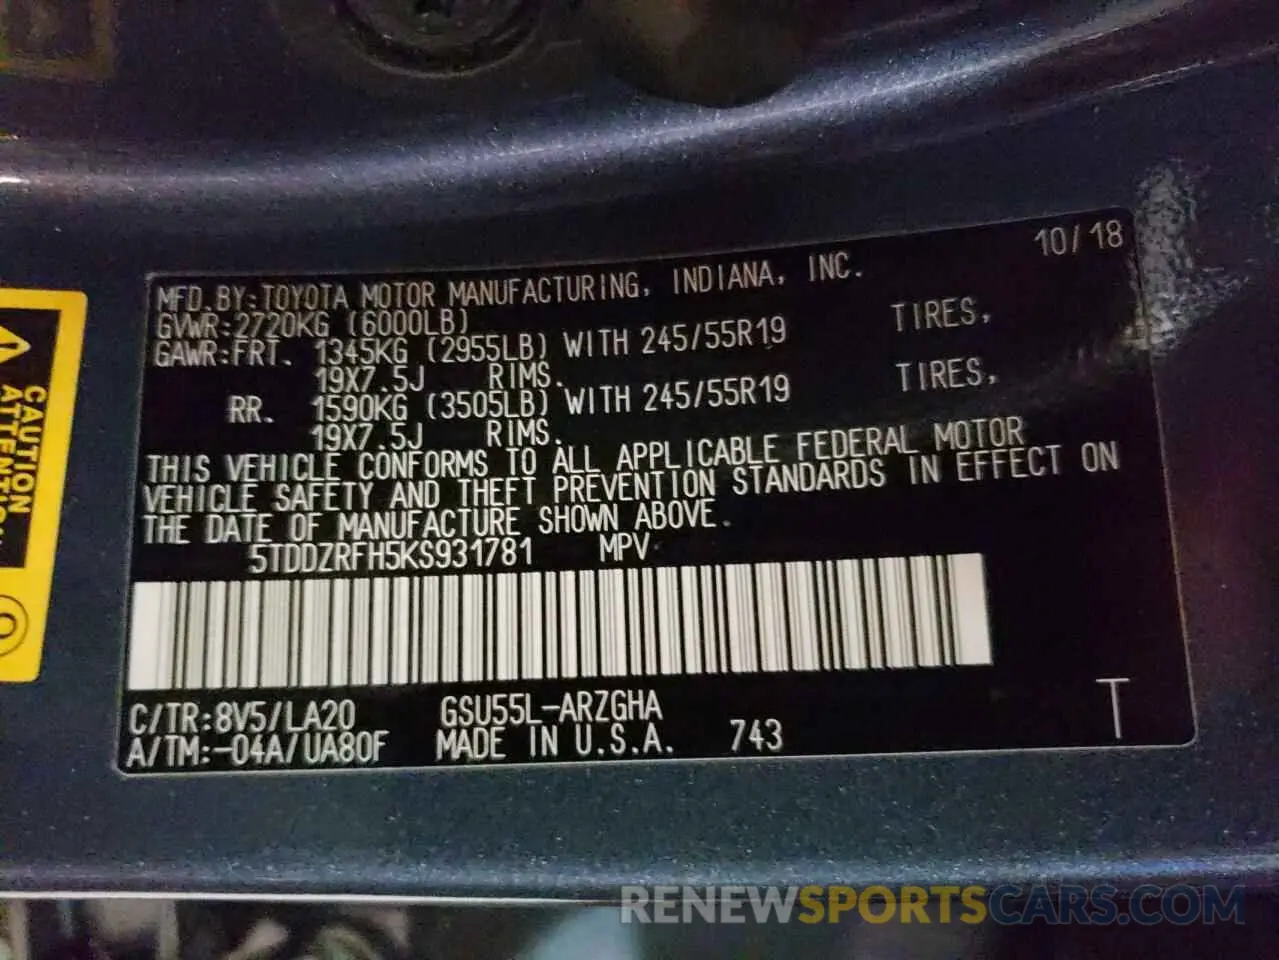 10/18
MFD.BY:TOYOTA MOTOR MANUFACTURING, INDIANA, INC.
GVWR:2720KG (6000LB)
GAWR:FRT. 1345KG (2955LB) WITH 245/55R19 TIRES,
19X7.5J RIMS.
RR. 1590KG (3505LB) WITH 245/55R19 TIRES,
19X7.5J RIMS.
THIS VEHICLE CONFORMS TO ALL APPLICABLE FEDERAL MOTOR
VEHICLE SAFETY AND THEFT PREVENTION STANDARDS IN EFFECT ON
THE DATE OF MANUFACTURE SHOWN ABOVE.
5TDDZRFH5KS931781 MPV
C/TR:8V5/LA20 GSU55L-ARZGHA
A/TM:-04A/UA80F MADE IN U.S.A. 743
T
CAUTION
ATTENTION
RENEWSPORTSCARS.COM